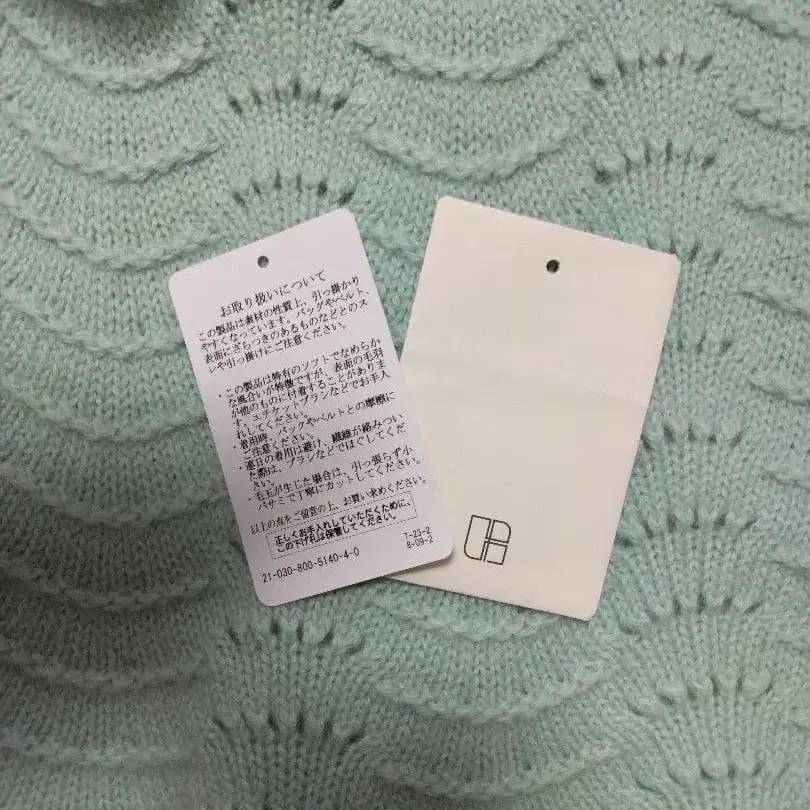 お取り扱いについて
この製品は素材の性質上、引っ掛かり
やすくなっています。バッグやベルト、
表面にざらつきのあるものなどとのス
レや引っ掛けにご注意ください。
・この製品は特有のソフトでなめらか
な風合いが特徴ですが、表面の毛羽
が他のものに付着することがありま
す。エチケットブラシなどでお手入
れしてください。
・着用時、バッグやベルトとの摩擦に
ご注意ください。
・連日の着用は避け、繊維が絡みつい
た際は、ブラシなどでほぐしてくだ
さい。
・毛玉が生じた場合は、引っ張らず小
バサミで丁寧にカットしてください。
以上の点をご留意の上、お買い求めください。
正しくお手入れしていただくために、
この下げ札は保管してください。
7-23-2
8-09-2
21-030-800-5140-4-0